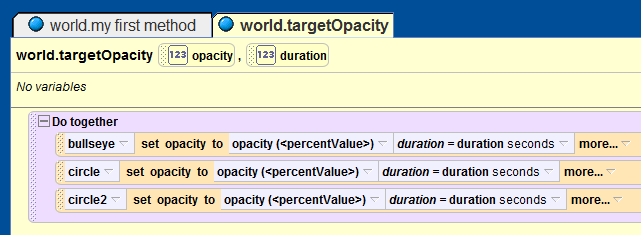 world.my first method world.targetOpacity
world.targetOpacity 123 opacity , 123 duration
No variables
Do together
bullseye set opacity to opacity (<percentValue>) duration = duration seconds more...
circle set opacity to opacity (<percentValue>) duration = duration seconds more...
circle2 set opacity to opacity (<percentValue>) duration = duration seconds more...